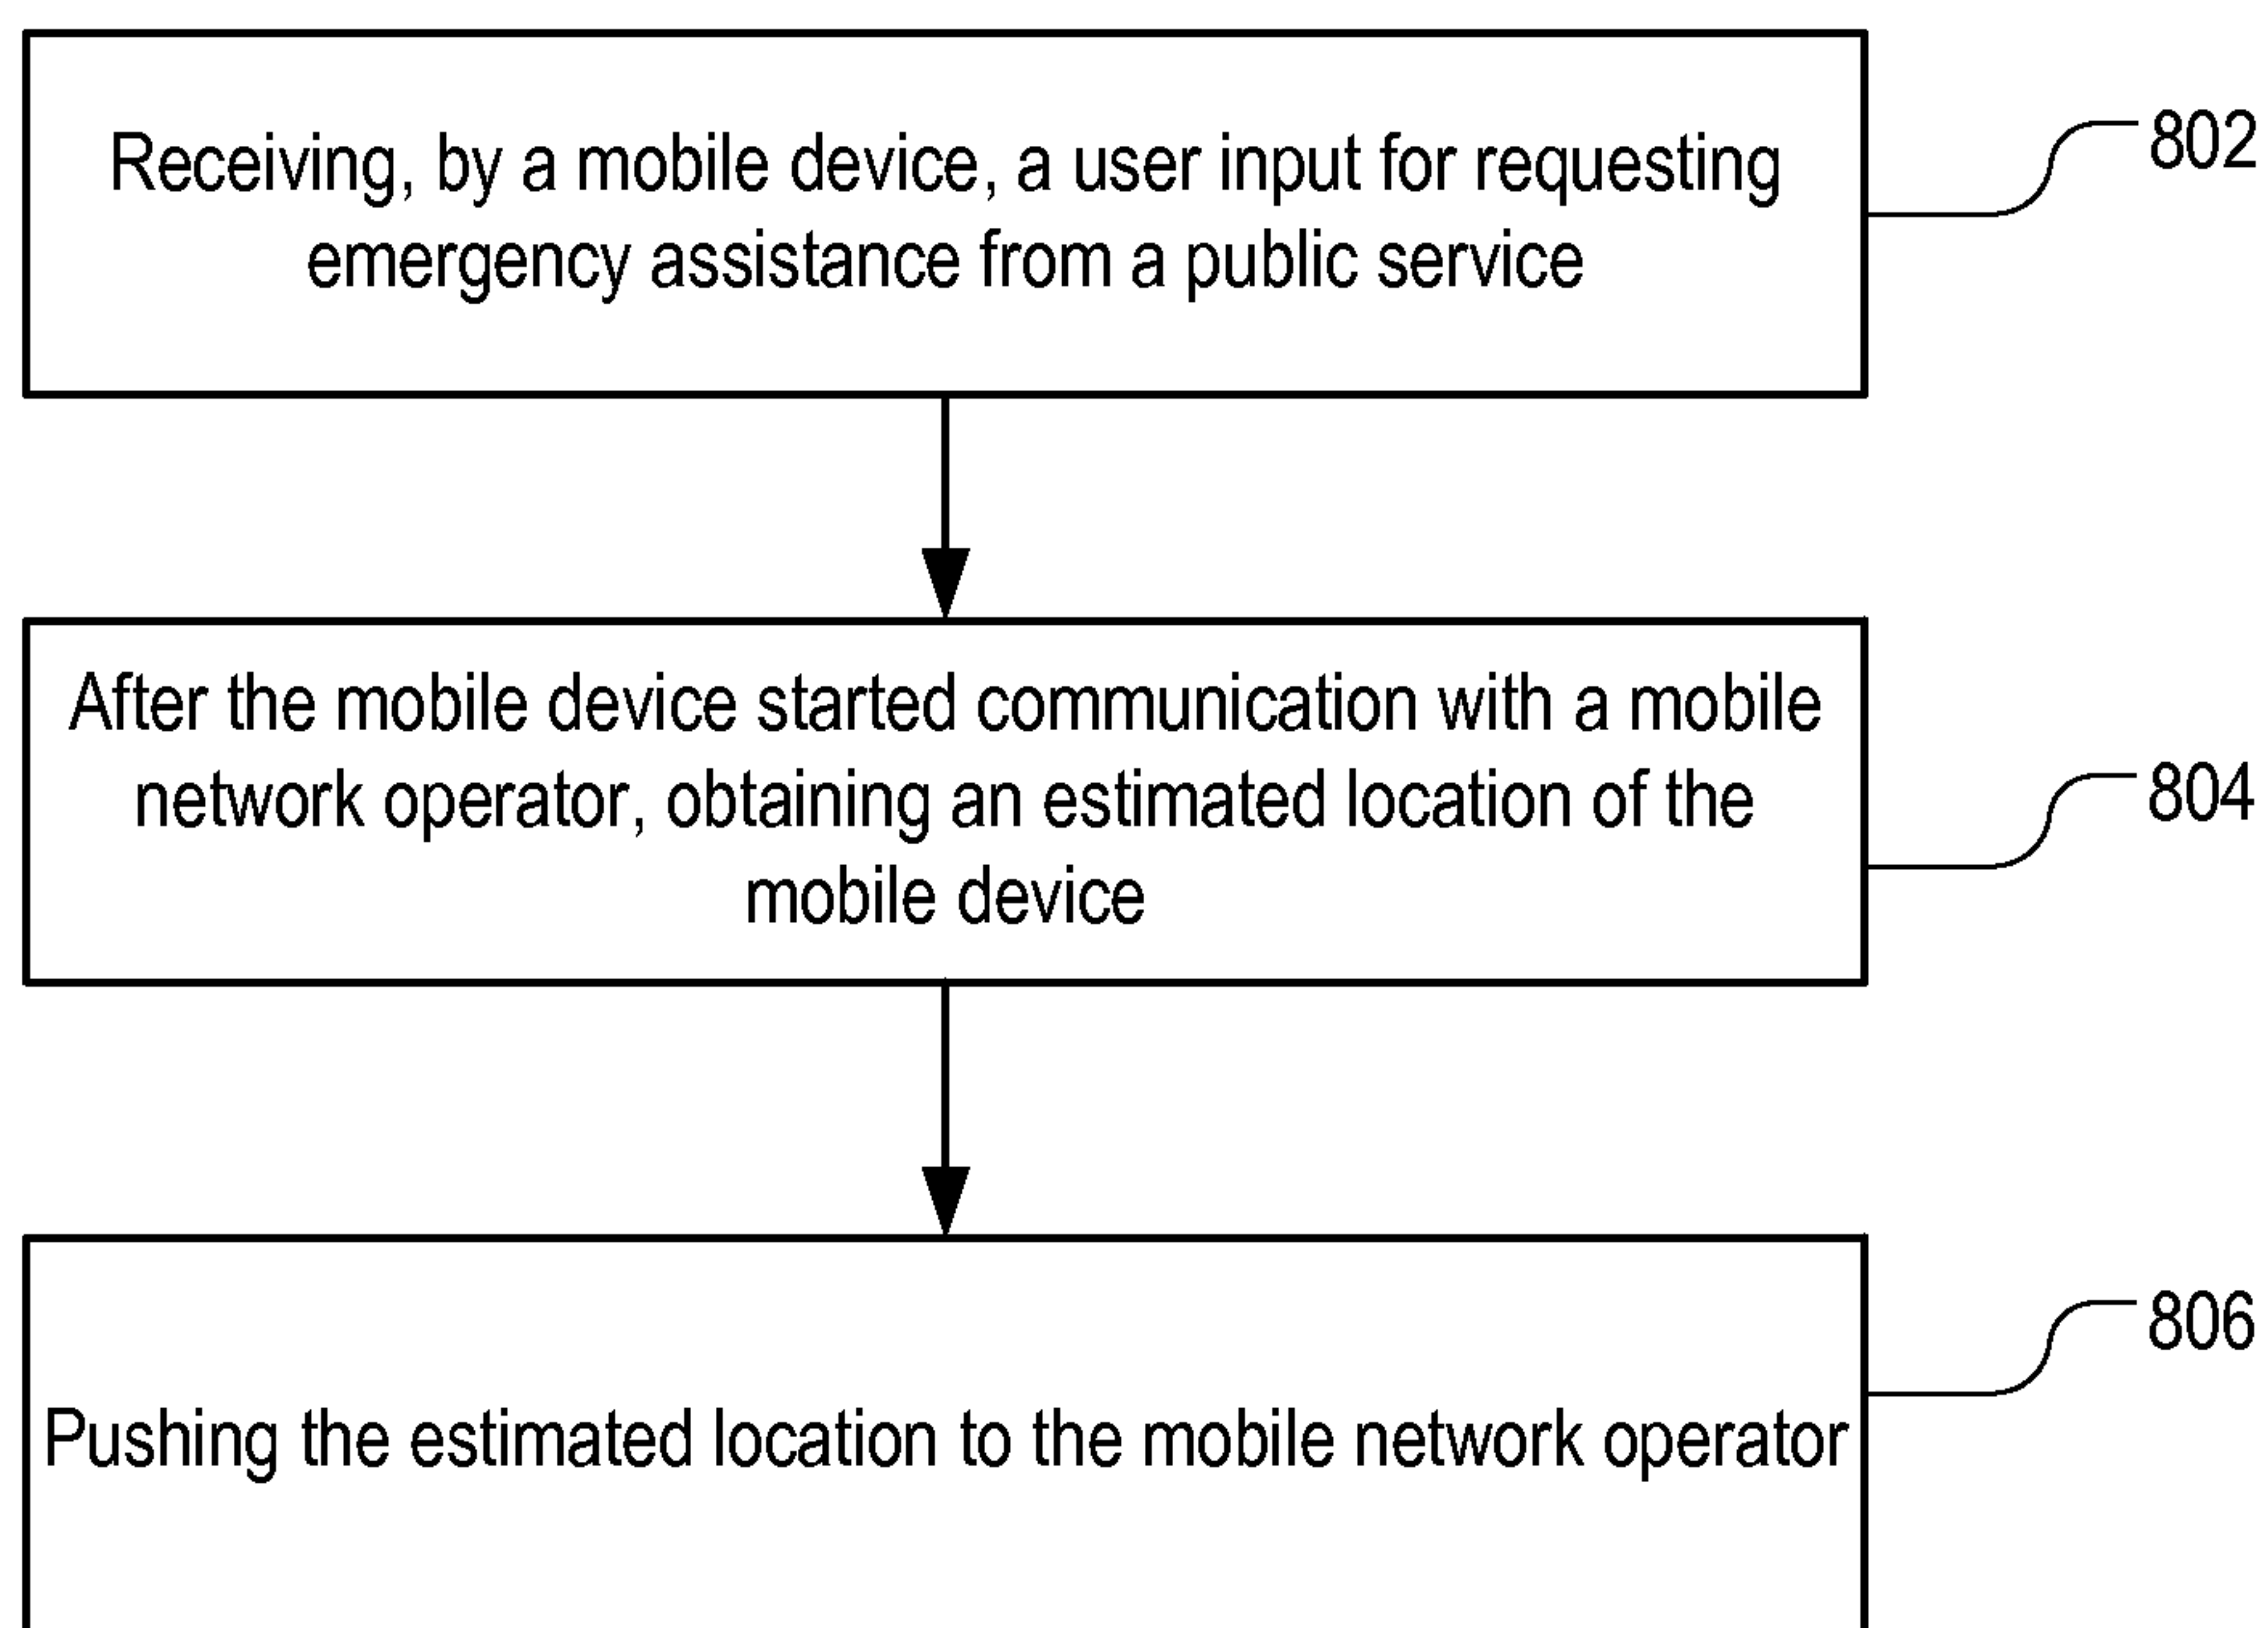 Receiving, by a mobile device, a user input for requesting
emergency assistance from a public service
802
After the mobile device started communication with a mobile
network operator, obtaining an estimated location of the
mobile device
804
Pushing the estimated location to the mobile network operator
806